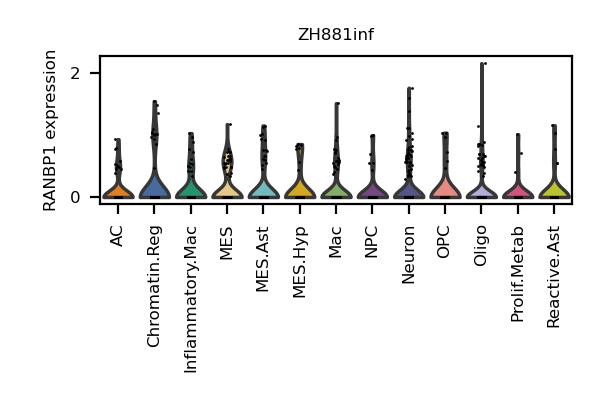 ZH881inf
RANBP1 expression
2
0
AC
Chromatin.Reg
Inflammatory.Mac
MES
MES.Ast
MES.Hyp
Mac
NPC
Neuron
OPC
Oligo
Prolif.Metab
Reactive.Ast